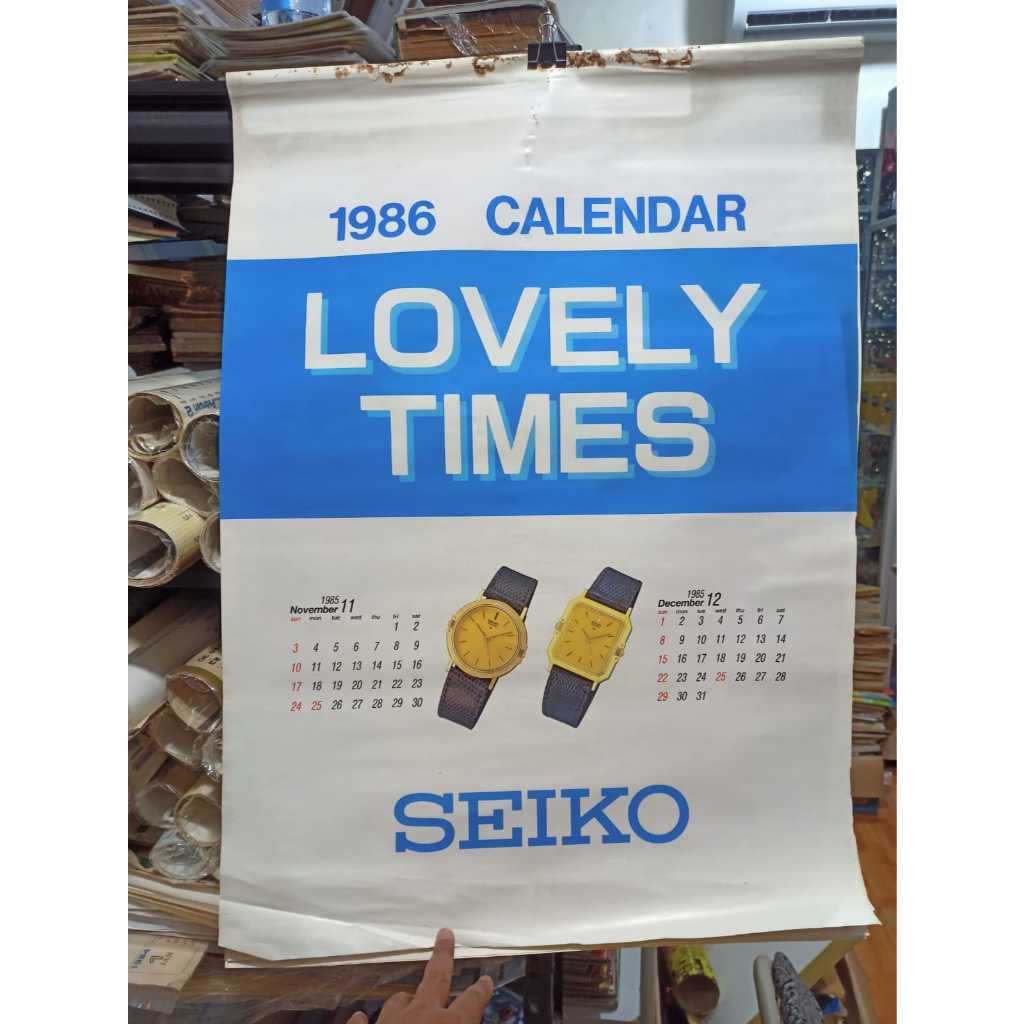 1986 CALENDAR
LOVELY
TIMES
1985
November 11
sun mon tue wed thu fri sat
1 2
3 4 5 6 7 8 9
10 11 12 13 14 15 16
17 18 19 20 21 22 23
24 25 26 27 28 29 30
1985
December 12
sun mon tue wed thu fri sat
1 2 3 4 5 6 7
8 9 10 11 12 13 14
15 16 17 18 19 20 21
22 23 24 25 26 27 28
29 30 31
SEIKO